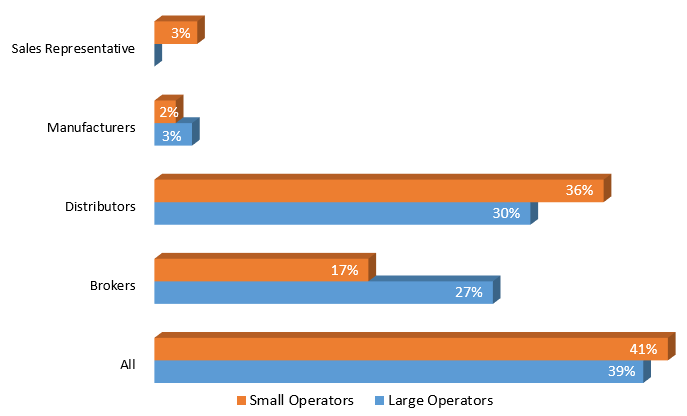 Sales Representative
3%
Manufacturers
2%
3%
Distributors
36%
30%
Brokers
17%
27%
All
41%
39%
Small Operators
Large Operators